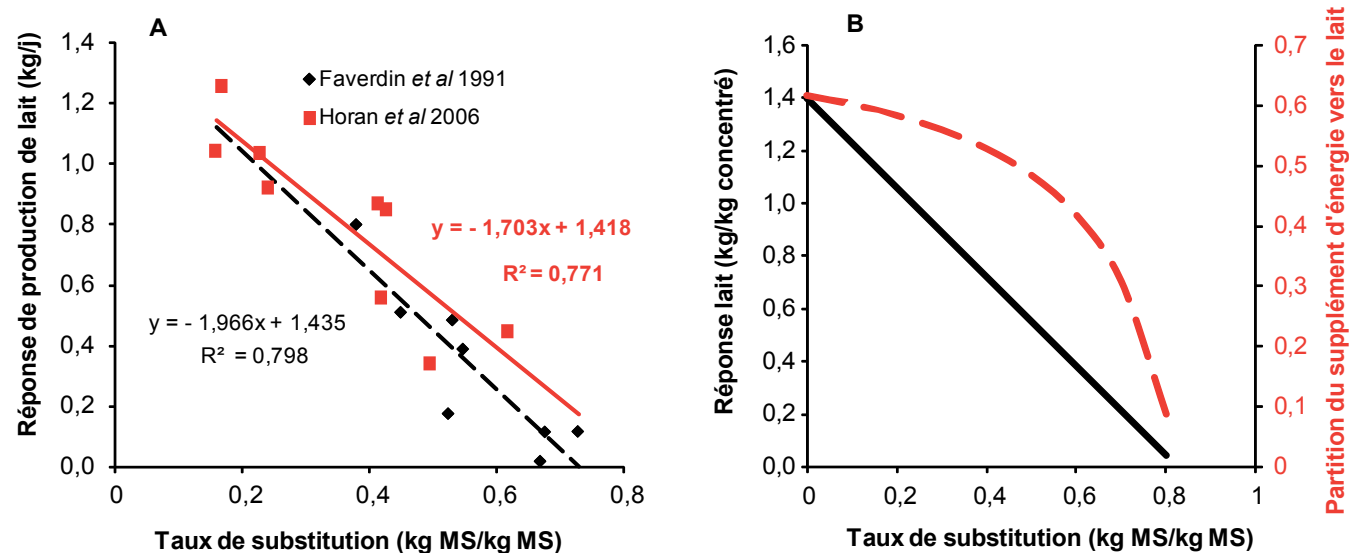 A
Réponse de production de lait (kg/j)
1,4
1,2
1,0
0,8
0,6
0,4
0,2
0,0
Faverdin et al 1991
Horan et al 2006
y = - 1,703x + 1,418
R² = 0,771
y = - 1,966x + 1,435
R² = 0,798
0
0,2
0,4
0,6
0,8
Taux de substitution (kg MS/kg MS)
B
Réponse lait (kg/kg concentré)
1,6
1,4
1,2
1,0
0,8
0,6
0,4
0,2
0,0
0
0,2
0,4
0,6
0,8
1
Taux de substitution (kg MS/kg MS)
0,7
0,6
0,5
0,4
0,3
0,2
0,1
0
Partition du supplément d'énergie vers le lait